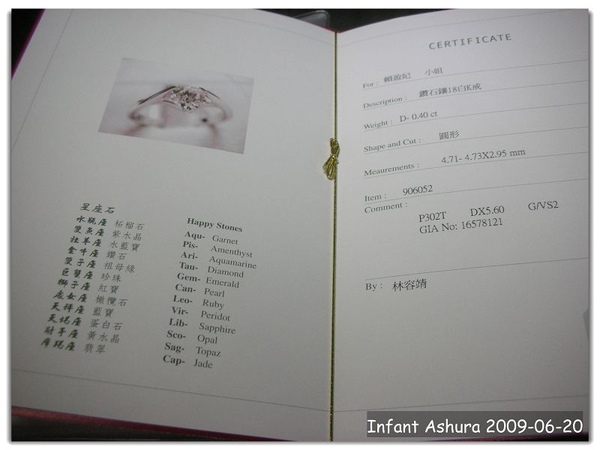 星座石
水瓶座 柘榴石
雙魚座 紫水晶
牡羊座 水藍寶
金牛座 鑽石
雙子座 祖母綠
巨蟹座 珍珠
獅子座 紅寶
處女座 橄欖石
天秤座 藍寶
天蝎座 蛋白石
射手座 黃水晶
摩羯座 翡翠
Happy Stones
Aqu- Garnet
Pis- Amenthyst
Ari- Aquamarine
Tau- Diamond
Gem- Emerald
Can- Pearl
Leo- Ruby
Vir- Peridot
Lib- Sapphire
Sco- Opal
Sag- Topaz
Cap- Jade
CERTIFICATE
For : 賴盈妃 小姐
Description : 鑽石鑲18白K戒
Weight : D- 0.40 ct
Shape and Cut : 圓形
Meaurements : 4.71- 4.73X2.95 mm
Item : 906052
Comment :
P302T DX5.60 G/VS2
GIA No: 16578121
By : 林容靖
Infant Ashura 2009-06-20